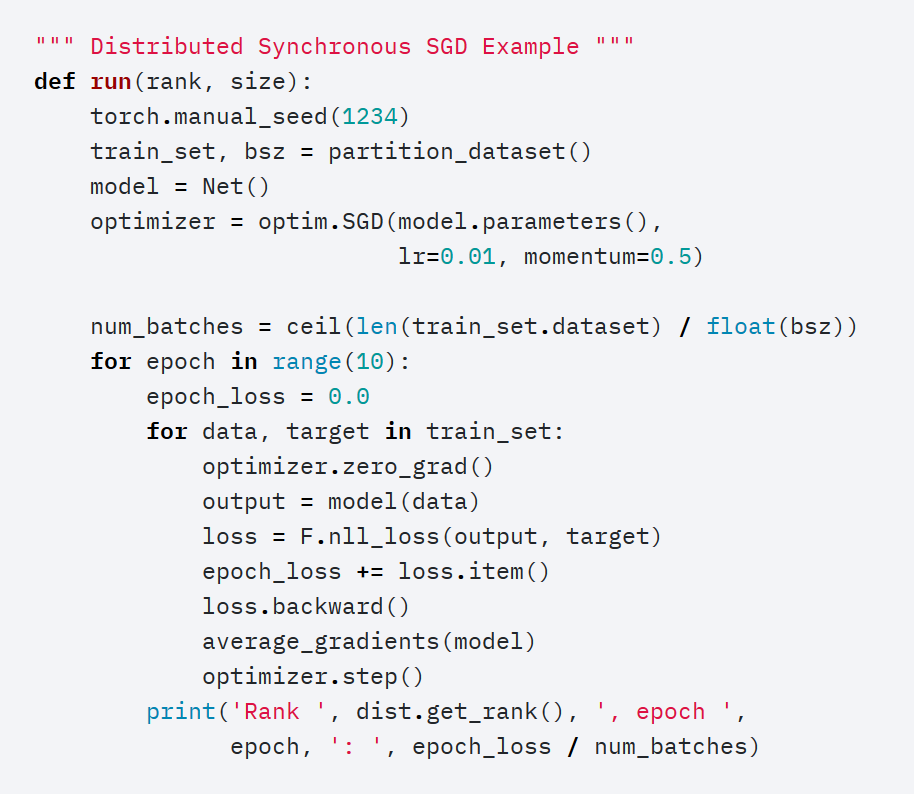 """ Distributed Synchronous SGD Example """
def run(rank, size):
    torch.manual_seed(1234)
    train_set, bsz = partition_dataset()
    model = Net()
    optimizer = optim.SGD(model.parameters(),
                          lr=0.01, momentum=0.5)

    num_batches = ceil(len(train_set.dataset) / float(bsz))
    for epoch in range(10):
        epoch_loss = 0.0
        for data, target in train_set:
            optimizer.zero_grad()
            output = model(data)
            loss = F.nll_loss(output, target)
            epoch_loss += loss.item()
            loss.backward()
            average_gradients(model)
            optimizer.step()
        print('Rank ', dist.get_rank(), ', epoch ',
              epoch, ': ', epoch_loss / num_batches)